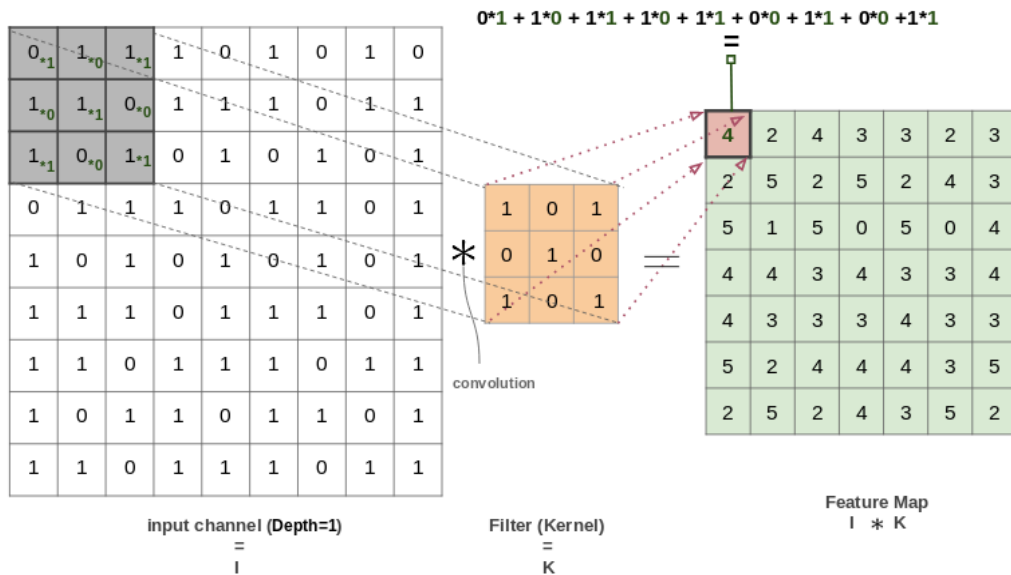 0*1 + 1*0 + 1*1 + 1*0 + 1*1 + 0*0 + 1*1 + 0*0 +1*1
=
0*1 1*0 1*1 1 0 1 0 1 0
1*0 1*1 0*0 1 1 1 0 1 1
1*1 0*0 1*1 0 1 0 1 0 1
0 1 1 1 0 1 1 0 1
1 0 1 0 1 0 1 0 1
1 1 1 0 1 1 1 0 1
1 1 0 1 1 1 0 1 1
1 0 1 1 0 1 1 0 1
1 1 0 1 1 1 0 1 1
input channel (Depth=1)
=
I
*
convolution
1 0 1
0 1 0
1 0 1
Filter (Kernel)
=
K
=
4 2 4 3 3 2 3
2 5 2 5 2 4 3
5 1 5 0 5 0 4
4 4 3 4 3 3 4
4 3 3 3 4 3 3
5 2 4 4 4 3 5
2 5 2 4 3 5 2
Feature Map
I * K